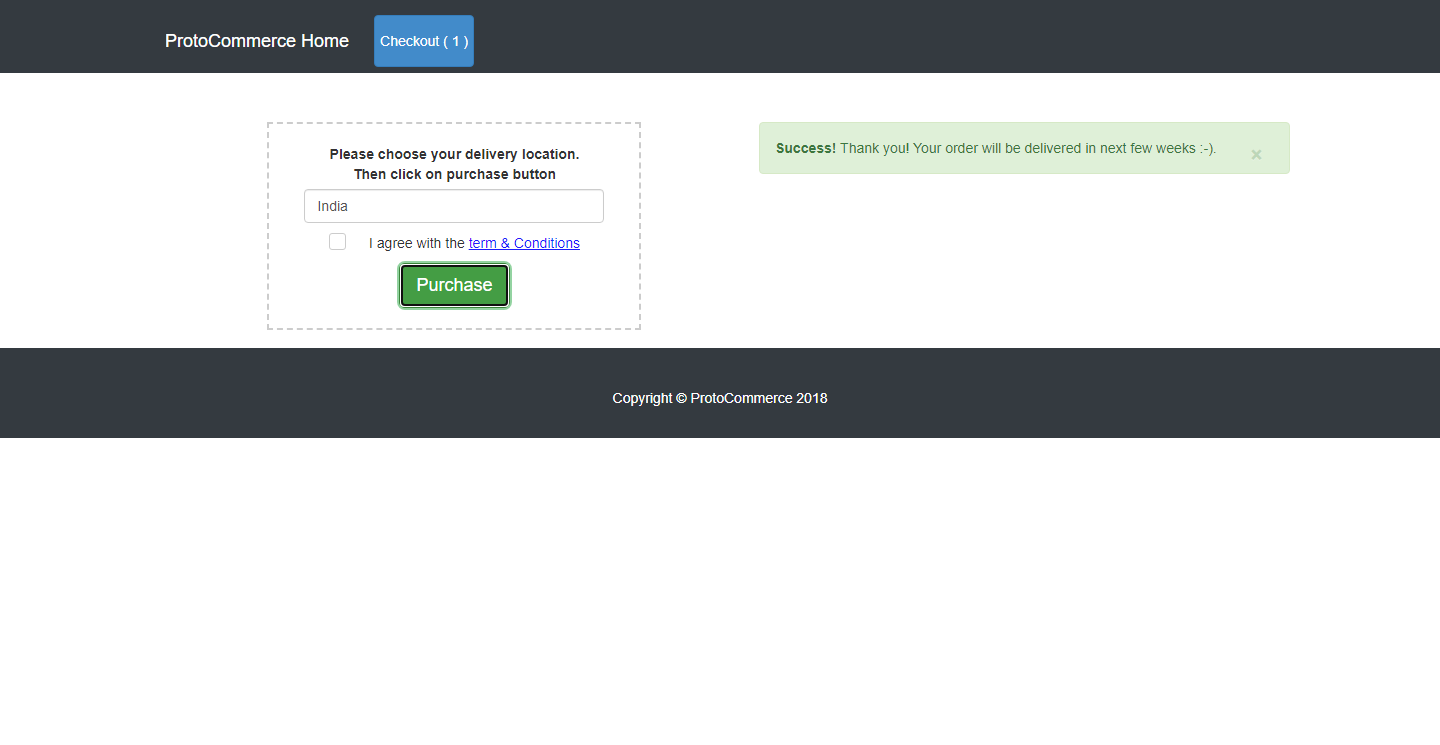 ProtoCommerce Home
Checkout ( 1 )
Please choose your delivery location.
Then click on purchase button
India
I agree with the term & Conditions
Purchase
Success! Thank you! Your order will be delivered in next few weeks :-).
×
Copyright © ProtoCommerce 2018